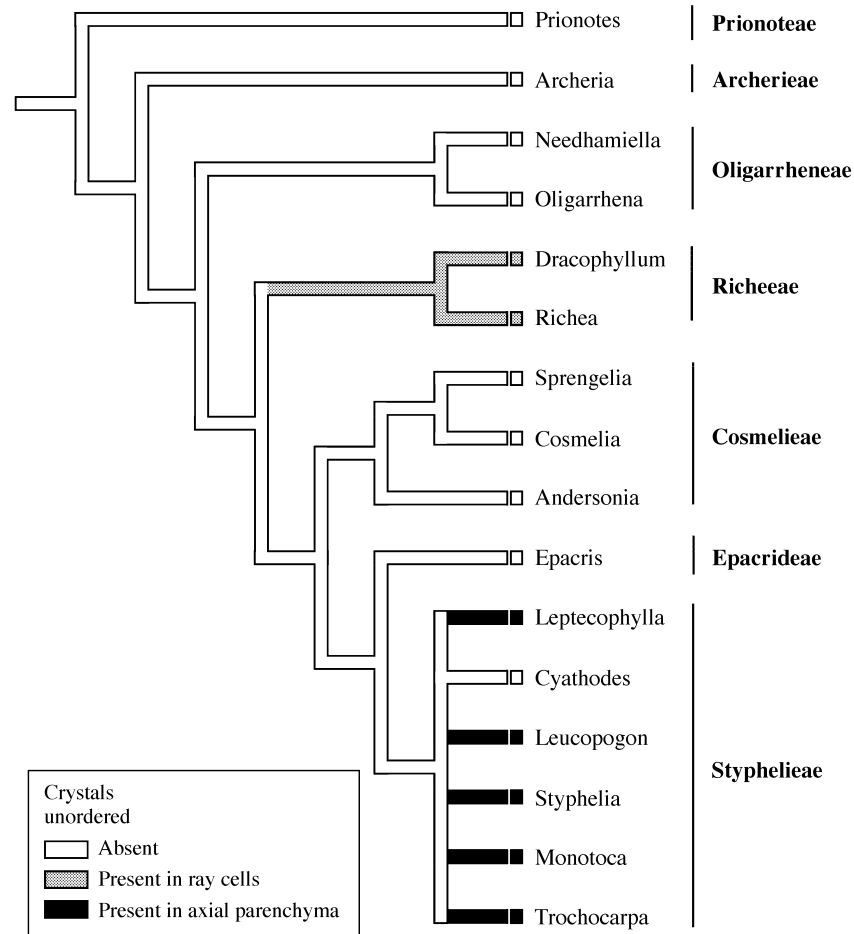 Prionotes
Prionoteae
Archeria
Archerieae
Needhamiella
Oligarrheneae
Oligarrhena
Dracophyllum
Richeeae
Richea
Sprengelia
Cosmelia
Cosmelieae
Andersonia
Epacris
Epacrideae
Leptecophylla
Cyathodes
Leucopogon
Styphelieae
Styphelia
Monotoca
Trochocarpa
Crystals
unordered
Absent
Present in ray cells
Present in axial parenchyma